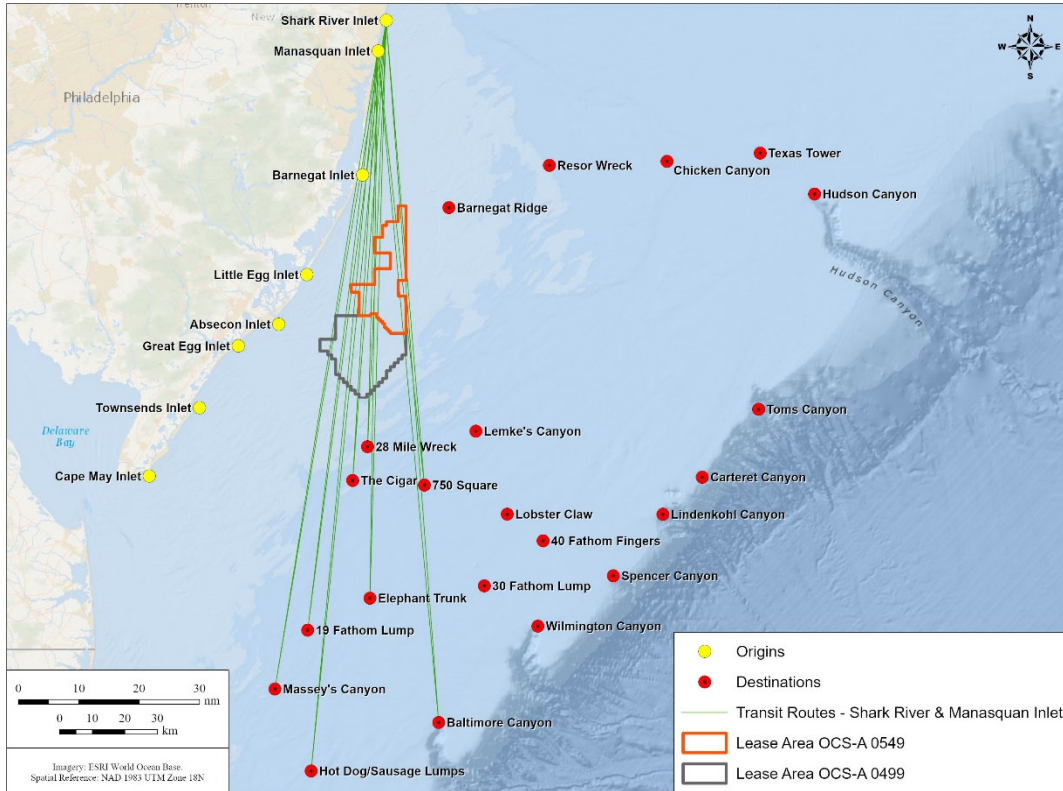 Trenton
New
Shark River Inlet
Manasquan Inlet
N
W
E
S
Philadelphia
Texas Tower
Resor Wreck
Chicken Canyon
Barnegat Inlet
Hudson Canyon
Barnegat Ridge
Little Egg Inlet
Hudson Canyon
Absecon Inlet
Great Egg Inlet
Townsends Inlet
Toms Canyon
Delaware
Bay
Lemke's Canyon
28 Mile Wreck
Cape May Inlet
The Cigar
750 Square
Carteret Canyon
Lobster Claw
Lindenkohl Canyon
40 Fathom Fingers
Spencer Canyon
30 Fathom Lump
Elephant Trunk
19 Fathom Lump
Wilmington Canyon
Massey's Canyon
Baltimore Canyon
Hot Dog/Sausage Lumps
0 10 20 30
nm
0 10 20 30
km
Imagery: ESRI World Ocean Base.
Spatial Reference: NAD 1983 UTM Zone 18N
Origins
Destinations
Transit Routes - Shark River & Manasquan Inlet
Lease Area OCS-A 0549
Lease Area OCS-A 0499